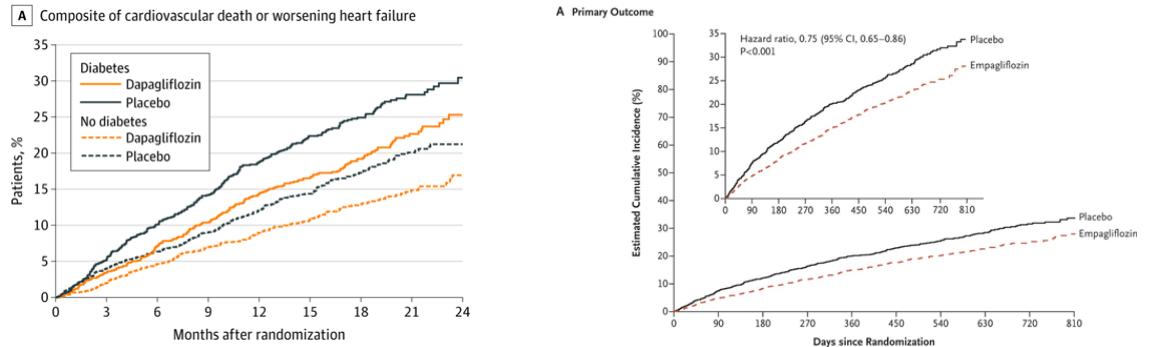 A Composite of cardiovascular death or worsening heart failure
35
30
25
20
15
10
5
0
Patients, %
Diabetes
Dapagliflozin
Placebo
No diabetes
Dapagliflozin
Placebo
0 3 6 9 12 15 18 21 24
Months after randomization
A Primary Outcome
100
90
80
70
60
50
40
30
20
10
0
Estimated Cumulative Incidence (%)
35
30
25
20
15
10
5
0
Hazard ratio, 0.75 (95% CI, 0.65–0.86)
P<0.001
Placebo
Empagliflozin
0 90 180 270 360 450 540 630 720 810
Placebo
Empagliflozin
0 90 180 270 360 450 540 630 720 810
Days since Randomization